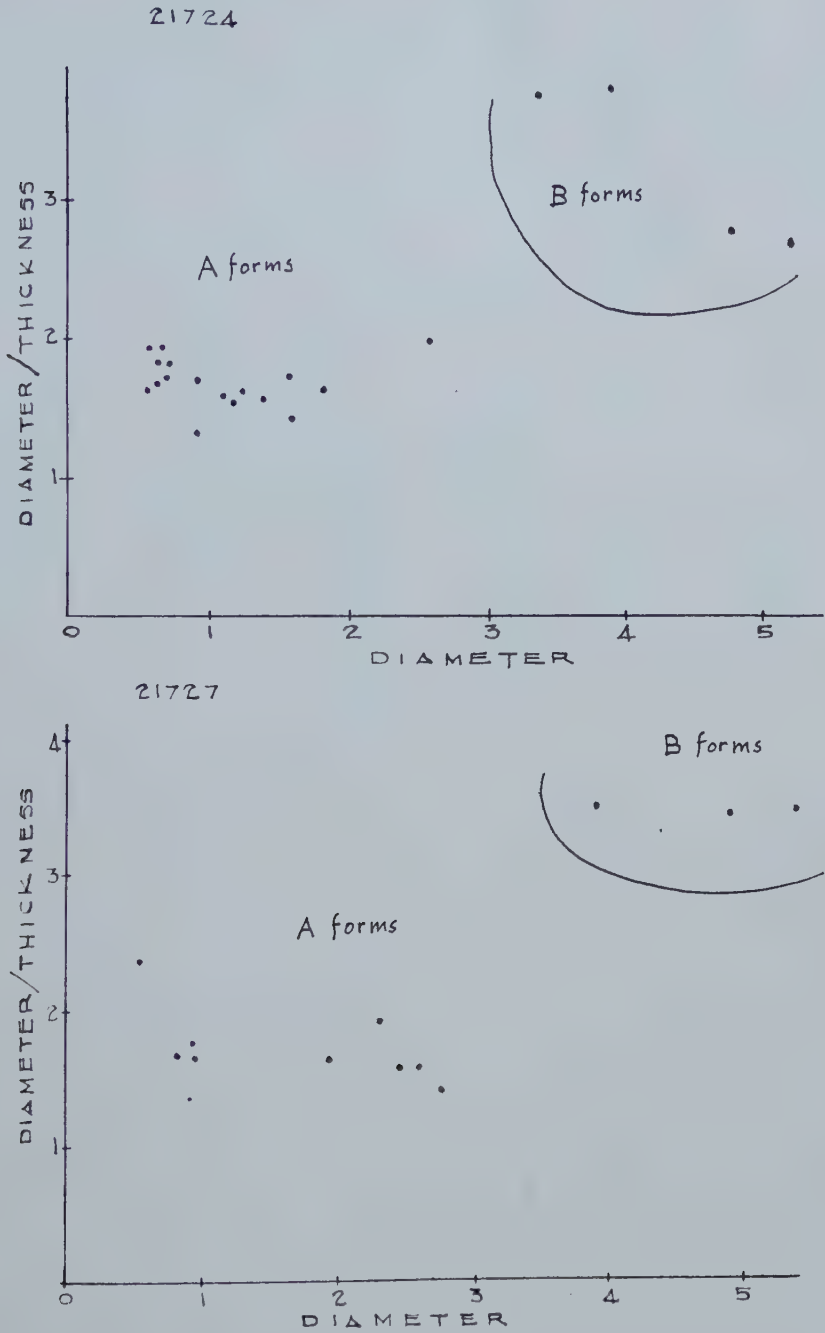 21724
DIAMETER/THICKNESS
3
2
1
A forms
B forms
0 1 2 3 4 5
DIAMETER
21727
DIAMETER/THICKNESS
4
3
2
1
A forms
B forms
0 1 2 3 4 5
DIAMETER